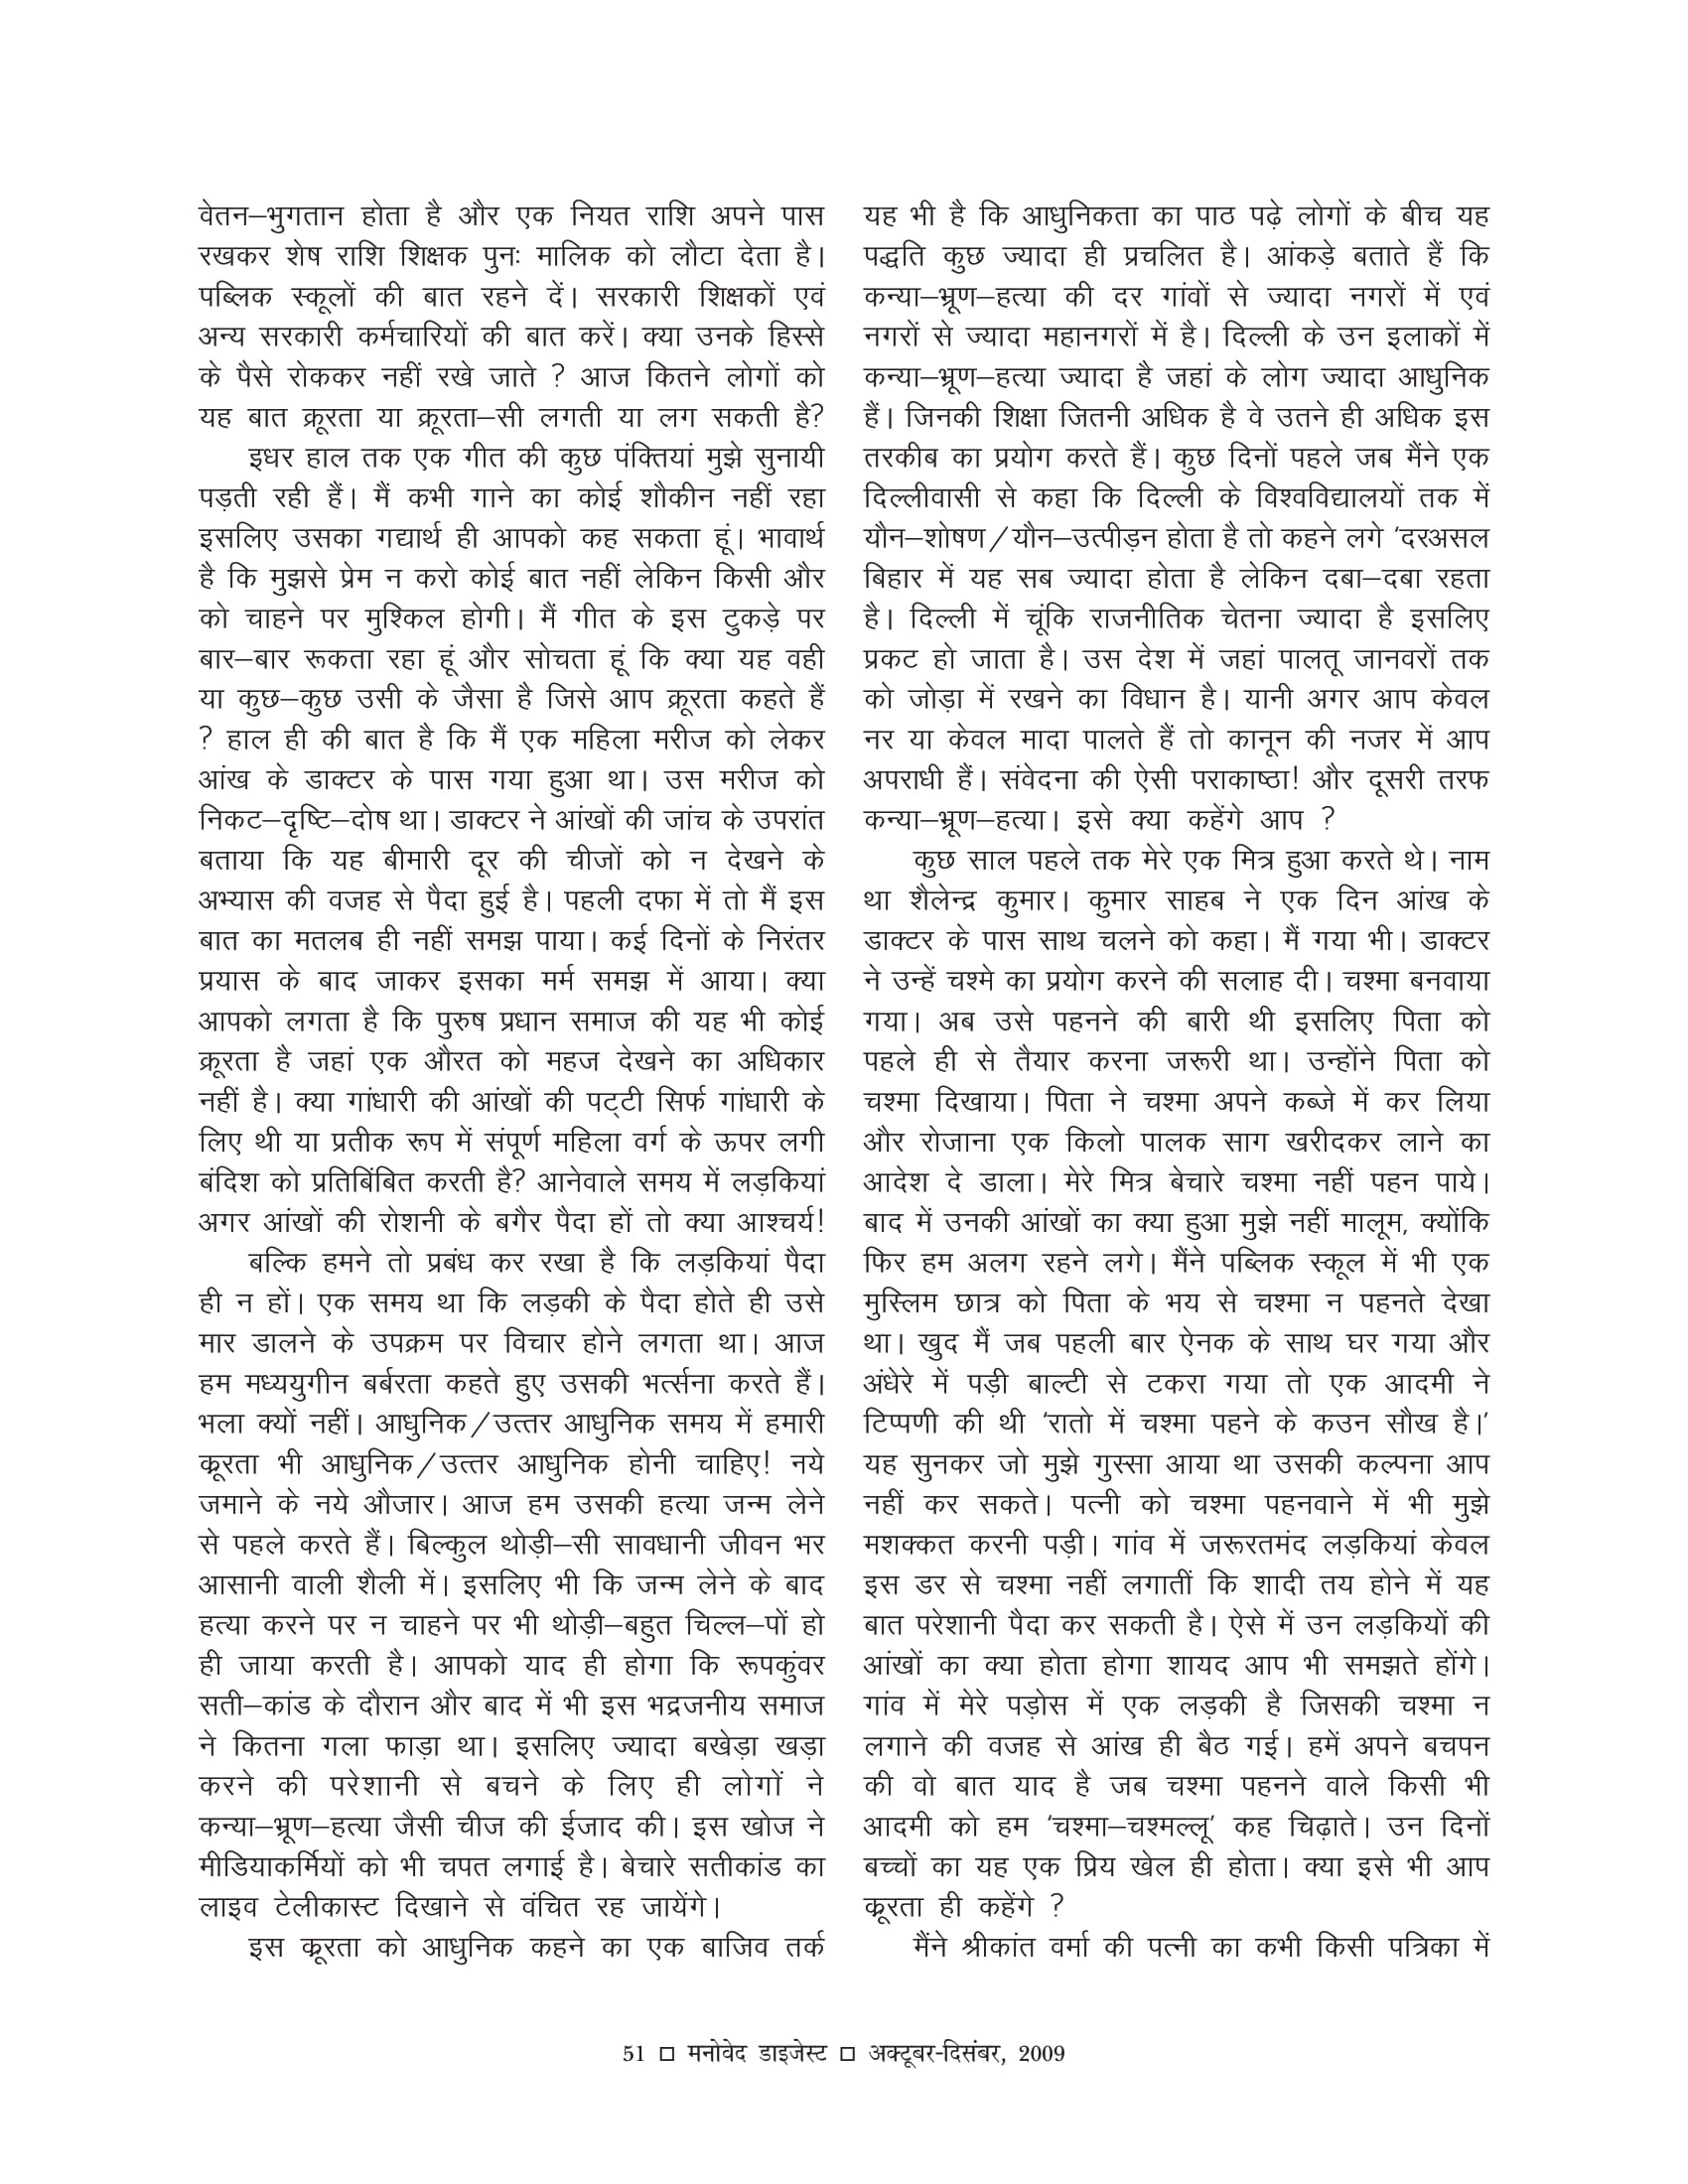 वेतन–भुगतान होता है और एक नियत राशि अपने पास
रखकर शेष राशि शिक्षक पुनः मालिक को लौटा देता है।
पब्लिक स्कूलों की बात रहने दें। सरकारी शिक्षकों एवं
अन्य सरकारी कर्मचारियों की बात करें। क्या उनके हिस्से
के पैसे रोककर नहीं रखे जाते ? आज कितने लोगों को
यह बात क्रूरता या क्रूरता–सी लगती या लग सकती है?
इधर हाल तक एक गीत की कुछ पंक्तियां मुझे सुनायी
पड़ती रही हैं। मैं कभी गाने का कोई शौकीन नहीं रहा
इसलिए उसका गद्यार्थ ही आपको कह सकता हूं। भावार्थ
है कि मुझसे प्रेम न करो कोई बात नहीं लेकिन किसी और
को चाहने पर मुश्किल होगी। मैं गीत के इस टुकड़े पर
बार–बार रूकता रहा हूं और सोचता हूं कि क्या यह वही
या कुछ–कुछ उसी के जैसा है जिसे आप क्रूरता कहते हैं
? हाल ही की बात है कि मैं एक महिला मरीज को लेकर
आंख के डाक्टर के पास गया हुआ था। उस मरीज को
निकट–दृष्टि–दोष था। डाक्टर ने आंखों की जांच के उपरांत
बताया कि यह बीमारी दूर की चीजों को न देखने के
अभ्यास की वजह से पैदा हुई है। पहली दफा में तो मैं इस
बात का मतलब ही नहीं समझ पाया। कई दिनों के निरंतर
प्रयास के बाद जाकर इसका मर्म समझ में आया। क्या
आपको लगता है कि पुरुष प्रधान समाज की यह भी कोई
क्रूरता है जहां एक औरत को महज देखने का अधिकार
नहीं है। क्या गांधारी की आंखों की पट्टी सिर्फ गांधारी के
लिए थी या प्रतीक रूप में संपूर्ण महिला वर्ग के ऊपर लगी
बंदिश को प्रतिबिंबित करती है? आनेवाले समय में लड़कियां
अगर आंखों की रोशनी के बगैर पैदा हों तो क्या आश्चर्य!
बल्कि हमने तो प्रबंध कर रखा है कि लड़कियां पैदा
ही न हों। एक समय था कि लड़की के पैदा होते ही उसे
मार डालने के उपक्रम पर विचार होने लगता था। आज
हम मध्ययुगीन बर्बरता कहते हुए उसकी भर्त्सना करते हैं।
भला क्यों नहीं। आधुनिक/उत्तर आधुनिक समय में हमारी
क्रूरता भी आधुनिक/उत्तर आधुनिक होनी चाहिए! नये
जमाने के नये औजार। आज हम उसकी हत्या जन्म लेने
से पहले करते हैं। बिल्कुल थोड़ी–सी सावधानी जीवन भर
आसानी वाली शैली में। इसलिए भी कि जन्म लेने के बाद
हत्या करने पर न चाहने पर भी थोड़ी–बहुत चिल्ल–पों हो
ही जाया करती है। आपको याद ही होगा कि रूपकुंवर
सती–कांड के दौरान और बाद में भी इस भद्रजनीय समाज
ने कितना गला फाड़ा था। इसलिए ज्यादा बखेड़ा खड़ा
करने की परेशानी से बचने के लिए ही लोगों ने
कन्या–भ्रूण–हत्या जैसी चीज की ईजाद की। इस खोज ने
मीडियाकर्मियों को भी चपत लगाई है। बेचारे सतीकांड का
लाइव टेलीकास्ट दिखाने से वंचित रह जायेंगे।
इस क्रूरता को आधुनिक कहने का एक बाजिव तर्क
यह भी है कि आधुनिकता का पाठ पढ़े लोगों के बीच यह
पद्धति कुछ ज्यादा ही प्रचलित है। आंकड़े बताते हैं कि
कन्या–भ्रूण–हत्या की दर गांवों से ज्यादा नगरों में एवं
नगरों से ज्यादा महानगरों में है। दिल्ली के उन इलाकों में
कन्या–भ्रूण–हत्या ज्यादा है जहां के लोग ज्यादा आधुनिक
हैं। जिनकी शिक्षा जितनी अधिक है वे उतने ही अधिक इस
तरकीब का प्रयोग करते हैं। कुछ दिनों पहले जब मैंने एक
दिल्लीवासी से कहा कि दिल्ली के विश्वविद्यालयों तक में
यौन–शोषण/यौन–उत्पीड़न होता है तो कहने लगे 'दरअसल
बिहार में यह सब ज्यादा होता है लेकिन दबा–दबा रहता
है। दिल्ली में चूंकि राजनीतिक चेतना ज्यादा है इसलिए
प्रकट हो जाता है। उस देश में जहां पालतू जानवरों तक
को जोड़ा में रखने का विधान है। यानी अगर आप केवल
नर या केवल मादा पालते हैं तो कानून की नजर में आप
अपराधी हैं। संवेदना की ऐसी पराकाष्ठा! और दूसरी तरफ
कन्या–भ्रूण–हत्या। इसे क्या कहेंगे आप ?
कुछ साल पहले तक मेरे एक मित्र हुआ करते थे। नाम
था शैलेन्द्र कुमार। कुमार साहब ने एक दिन आंख के
डाक्टर के पास साथ चलने को कहा। मैं गया भी। डाक्टर
ने उन्हें चश्मे का प्रयोग करने की सलाह दी। चश्मा बनवाया
गया। अब उसे पहनने की बारी थी इसलिए पिता को
पहले ही से तैयार करना जरूरी था। उन्होंने पिता को
चश्मा दिखाया। पिता ने चश्मा अपने कब्जे में कर लिया
और रोजाना एक किलो पालक साग खरीदकर लाने का
आदेश दे डाला। मेरे मित्र बेचारे चश्मा नहीं पहन पाये।
बाद में उनकी आंखों का क्या हुआ मुझे नहीं मालूम, क्योंकि
फिर हम अलग रहने लगे। मैंने पब्लिक स्कूल में भी एक
मुस्लिम छात्र को पिता के भय से चश्मा न पहनते देखा
था। खुद मैं जब पहली बार ऐनक के साथ घर गया और
अंधेरे में पड़ी बाल्टी से टकरा गया तो एक आदमी ने
टिप्पणी की थी 'रातो में चश्मा पहने के कउन सौख है।'
यह सुनकर जो मुझे गुस्सा आया था उसकी कल्पना आप
नहीं कर सकते। पत्नी को चश्मा पहनवाने में भी मुझे
मशक्कत करनी पड़ी। गांव में जरूरतमंद लड़कियां केवल
इस डर से चश्मा नहीं लगातीं कि शादी तय होने में यह
बात परेशानी पैदा कर सकती है। ऐसे में उन लड़कियों की
आंखों का क्या होता होगा शायद आप भी समझते होंगे।
गांव में मेरे पड़ोस में एक लड़की है जिसकी चश्मा न
लगाने की वजह से आंख ही बैठ गई। हमें अपने बचपन
की वो बात याद है जब चश्मा पहनने वाले किसी भी
आदमी को हम 'चश्मा–चश्मल्लू' कह चिढ़ाते। उन दिनों
बच्चों का यह एक प्रिय खेल ही होता। क्या इसे भी आप
क्रूरता ही कहेंगे ?
मैंने श्रीकांत वर्मा की पत्नी का कभी किसी पत्रिका में
51 □ मनोवेद डाइजेस्ट □ अक्टूबर-दिसंबर, 2009